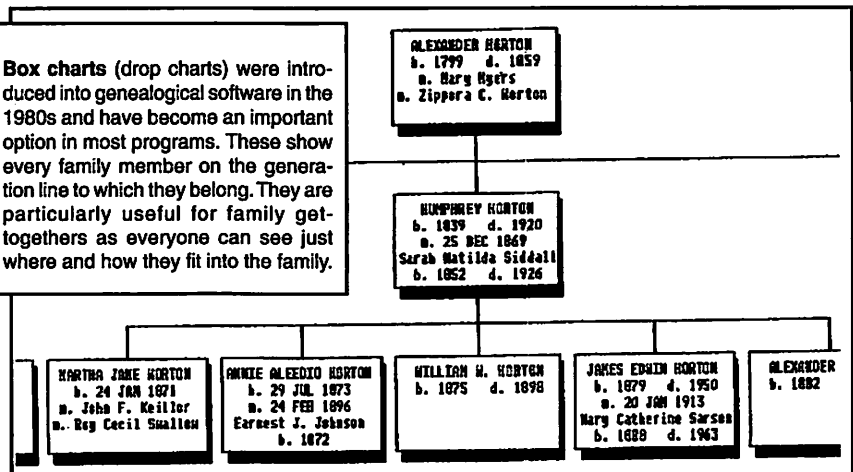 Box charts (drop charts) were intro-
duced into genealogical software in the
1980s and have become an important
option in most programs. These show
every family member on the genera-
tion line to which they belong. They are
particularly useful for family get-
togethers as everyone can see just
where and how they fit into the family.
ALEXANDER HORTON
b. 1799 d. 1859
m. Mary Myers
m. Zippora C. Horton
HUMPHREY HORTON
b. 1839 d. 1920
m. 25 DEC 1869
Sarah Matilda Siddall
b. 1852 d. 1926
MARTHA JANE HORTON
b. 24 JAN 1871
m. John F. Keillor
m. Roy Cecil Swallow
ANNIE ALEEDIO HORTON
b. 29 JUL 1873
m. 24 FEB 1896
Earnest J. Johnson
b. 1872
WILLIAM W. HORTON
b. 1875 d. 1898
JAMES EDWIN HORTON
b. 1879 d. 1950
m. 20 JAN 1913
Mary Catherine Sarson
b. 1888 d. 1963
ALEXANDER
b. 1882